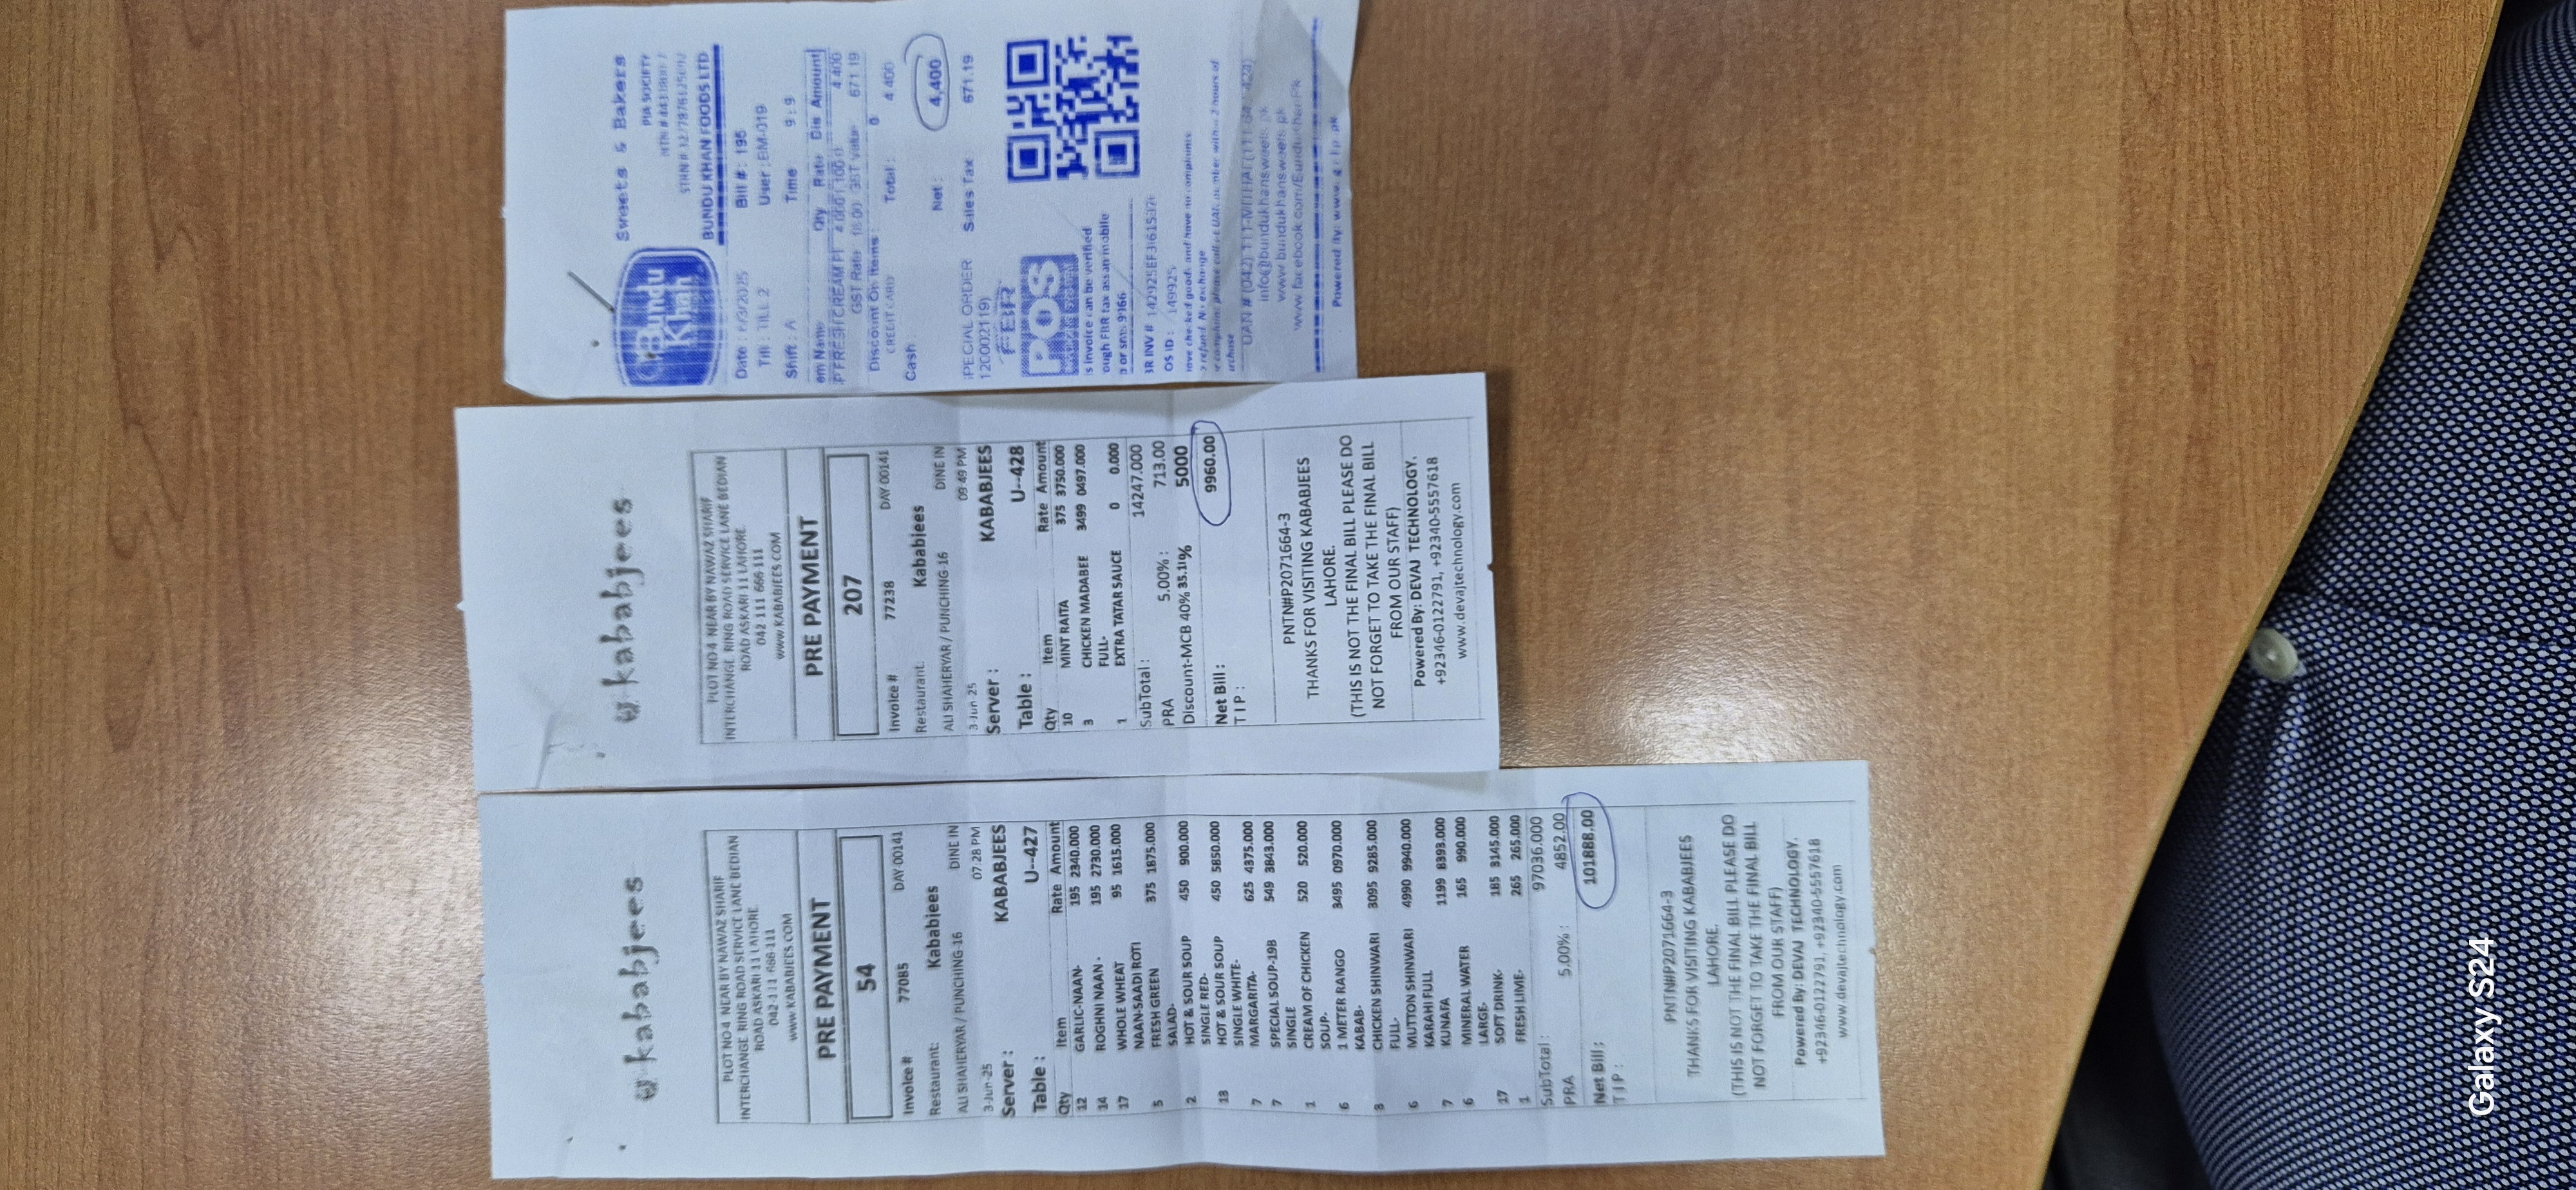 kababjees
PLOT NO 4 NEAR BY NAWAZ SHARIF
INTERCHANGE RING ROAD SERVICE LANE BEDIAN
ROAD ASKARI 11 LAHORE
042-111-666-111
www.KABABJEES.COM
PRE PAYMENT
54
Invoice # 77085 DAY-00141
Restaurant: Kababjees
ALI SHAHERYAR / PUNCHING-16 DINE IN
3-Jun-25 07:28 PM
Server : KABABJEES
Table : U--427
Qty Item Rate Amount
12 GARLIC-NAAN- 195 2340.000
14 ROGHNI NAAN - 195 2730.000
17 WHOLE WHEAT 95 1615.000
NAAN-SAADI ROTI
5 FRESH GREEN 375 1875.000
SALAD-
2 HOT & SOUR SOUP 450 900.000
SINGLE RED-
13 HOT & SOUR SOUP 450 5850.000
SINGLE WHITE-
7 MARGARITA- 625 4375.000
7 SPECIAL SOUP-19B 549 3843.000
SINGLE
1 CREAM OF CHICKEN 520 520.000
SOUP-
6 1 METER RANGO 3495 0970.000
KABAB-
3 CHICKEN SHINWARI 3095 9285.000
FULL-
6 MUTTON SHINWARI 4990 9940.000
KARAHI FULL
7 KUNAFA 1199 8393.000
6 MINERAL WATER 165 990.000
LARGE-
17 SOFT DRINK- 185 3145.000
1 FRESH LIME- 265 265.000
SubTotal : 97036.000
PRA 5.00% : 4852.00
Net Bill : 101888.00
T I P :
PNTN#P2071664-3
THANKS FOR VISITING KABABJEES
LAHORE.
(THIS IS NOT THE FINAL BILL PLEASE DO
NOT FORGET TO TAKE THE FINAL BILL
FROM OUR STAFF)
Powered By: DEVAJ TECHNOLOGY.
+92346-0122791, +92340-5557618
www.devajtechnology.com
kababjees
PLOT NO 4 NEAR BY NAWAZ SHARIF
INTERCHANGE RING ROAD SERVICE LANE BEDIAN
ROAD ASKARI 11 LAHORE
042 111 666 111
www.KABABJEES.COM
PRE PAYMENT
207
Invoice # 77238 DAY-00141
Restaurant: Kababjees
ALI SHAHERYAR / PUNCHING-16 DINE IN
3-Jun-25 09:49 PM
Server : KABABJEES
Table : U--428
Qty Item Rate Amount
10 MINT RAITA 375 3750.000
3 CHICKEN MADABEE 3499 0497.000
FULL-
1 EXTRA TATAR SAUCE 0 0.000
SubTotal : 14247.000
PRA 5.00% : 713.00
Discount-MCB 40% 35.1% 5000
Net Bill : 9960.00
T I P :
PNTN#P2071664-3
THANKS FOR VISITING KABABJEES
LAHORE.
(THIS IS NOT THE FINAL BILL PLEASE DO
NOT FORGET TO TAKE THE FINAL BILL
FROM OUR STAFF)
Powered By: DEVAJ TECHNOLOGY.
+92346-0122791, +92340-5557618
www.devajtechnology.com
Bundu
Khan
Sweets & Bakers
PIA SOCIETY
NTN #
STRN #
BUNDU KHAN FOODS LTD
Date : 6/3/2025 Bill # : 195
Till : TILL 2 User : BM-019
Shift : A Time 9 : 9
em Name Qty Rate Dis Amount
FRESH CREAM 4,400
GST Rate 18.00 GST Value 671.19
Discount On Items : 0
CREDIT CARD Total : 4,400
Cash
Net : 4,400
SPECIAL ORDER Sales Tax 671.19
120002119)
FBR
POS
INVOICING SYSTEM
is invoice can be verified
ough FBR tax assan mobile
or sms 9966
BR INV #
OS ID : 149925
have checked goods and have no complaints
refund No exchange
complaint please call at UAN number within 2 hours of
urchase
UAN # (042) 111-MITHAI
info@bundukhansweets.pk
www.bundukhansweets.pk
Powered By: www.
Galaxy S24